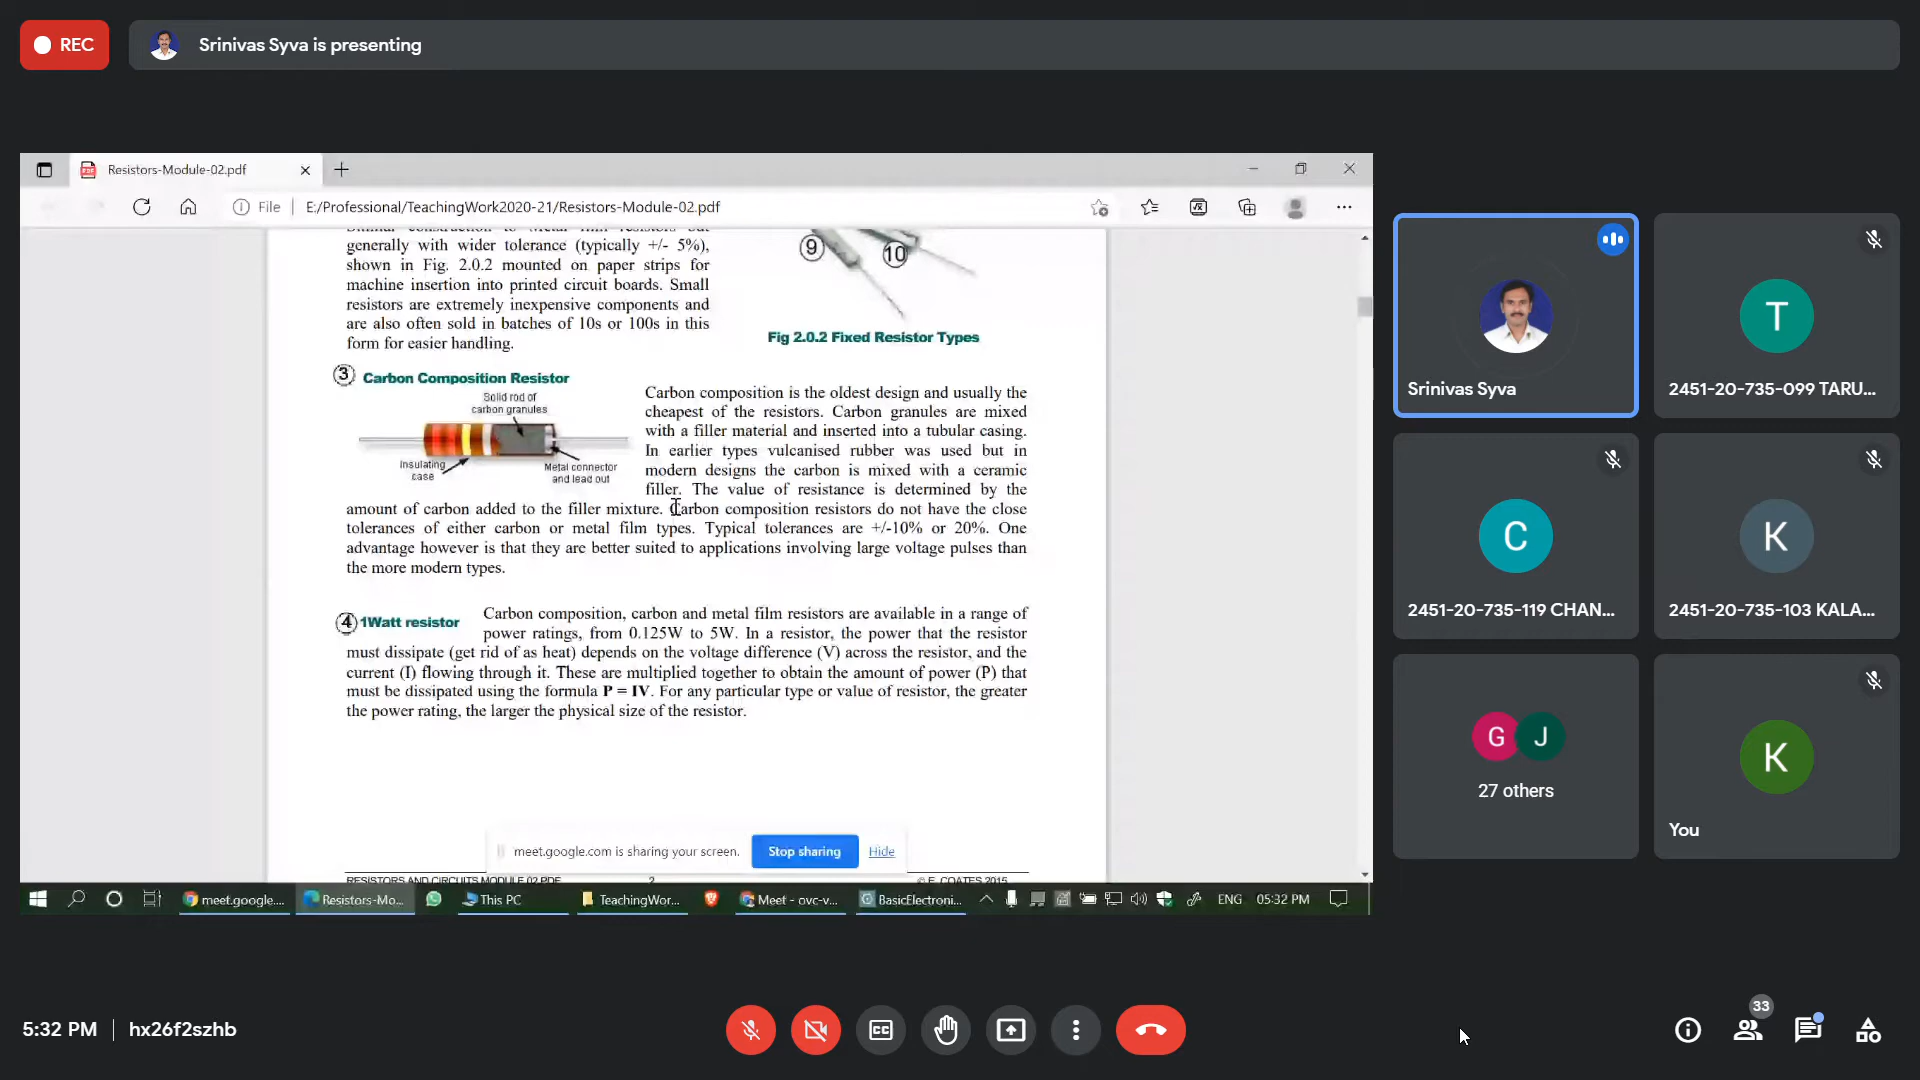 REC
Srinivas Syva is presenting
Resistors-Module-02.pdf
File
E:/Professional/TeachingWork2020-21/Resistors-Module-02.pdf
Similar construction to Metal film resistors but
generally with wider tolerance (typically +/- 5%),
shown in Fig. 2.0.2 mounted on paper strips for
machine insertion into printed circuit boards. Small
resistors are extremely inexpensive components and
are also often sold in batches of 10s or 100s in this
form for easier handling.
9
10
Fig 2.0.2 Fixed Resistor Types
3 Carbon Composition Resistor
Solid rod of
carbon granules
Insulating
case
Metal connector
and lead out
Carbon composition is the oldest design and usually the
cheapest of the resistors. Carbon granules are mixed
with a filler material and inserted into a tubular casing.
In earlier types vulcanised rubber was used but in
modern designs the carbon is mixed with a ceramic
filler. The value of resistance is determined by the
amount of carbon added to the filler mixture. Carbon composition resistors do not have the close
tolerances of either carbon or metal film types. Typical tolerances are +/-10% or 20%. One
advantage however is that they are better suited to applications involving large voltage pulses than
the more modern types.
4 1Watt resistor
Carbon composition, carbon and metal film resistors are available in a range of
power ratings, from 0.125W to 5W. In a resistor, the power that the resistor
must dissipate (get rid of as heat) depends on the voltage difference (V) across the resistor, and the
current (I) flowing through it. These are multiplied together to obtain the amount of power (P) that
must be dissipated using the formula P = IV. For any particular type or value of resistor, the greater
the power rating, the larger the physical size of the resistor.
meet.google.com is sharing your screen.
Stop sharing
Hide
RESISTORS AND CIRCUITS MODULE 02.PDF
2
© E. COATES 2015
meet.google....
Resistors-Mo...
This PC
TeachingWor...
Meet - ovc-v...
BasicElectroni...
ENG
05:32 PM
Srinivas Syva
T
2451-20-735-099 TARU...
C
2451-20-735-119 CHAN...
K
2451-20-735-103 KALA...
G
J
27 others
K
You
5:32 PM
hx26f2szhb
CC
33